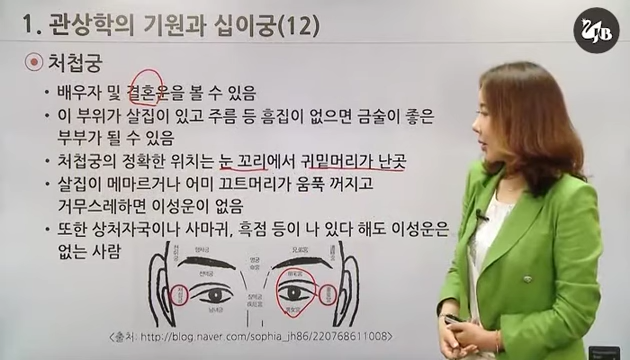 1. 관상학의 기원과 십이궁(12)
처첩궁
• 배우자 및 결혼운을 볼 수 있음
• 이 부위가 살집이 있고 주름 등 흠집이 없으면 금술이 좋은
부부가 될 수 있음
• 처첩궁의 정확한 위치는 눈 꼬리에서 귀밑머리가 난곳
• 살집이 메마르거나 어미 끄트머리가 움푹 꺼지고
거무스레하면 이성운이 없음
• 또한 상처자국이나 사마귀, 흑점 등이 나 있다 해도 이성운은
없는 사람
<출처: http://blog.naver.com/sophia_jh86/220768611008>